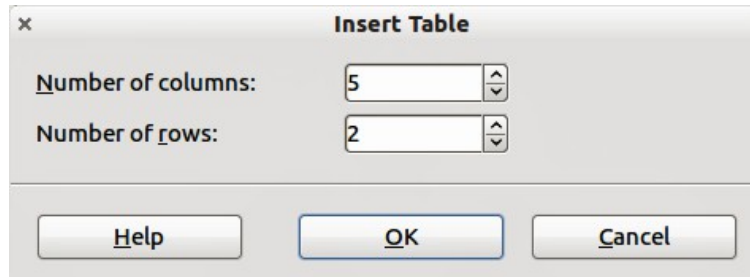 Insert Table
Number of columns: 5
Number of rows: 2
Help OK Cancel